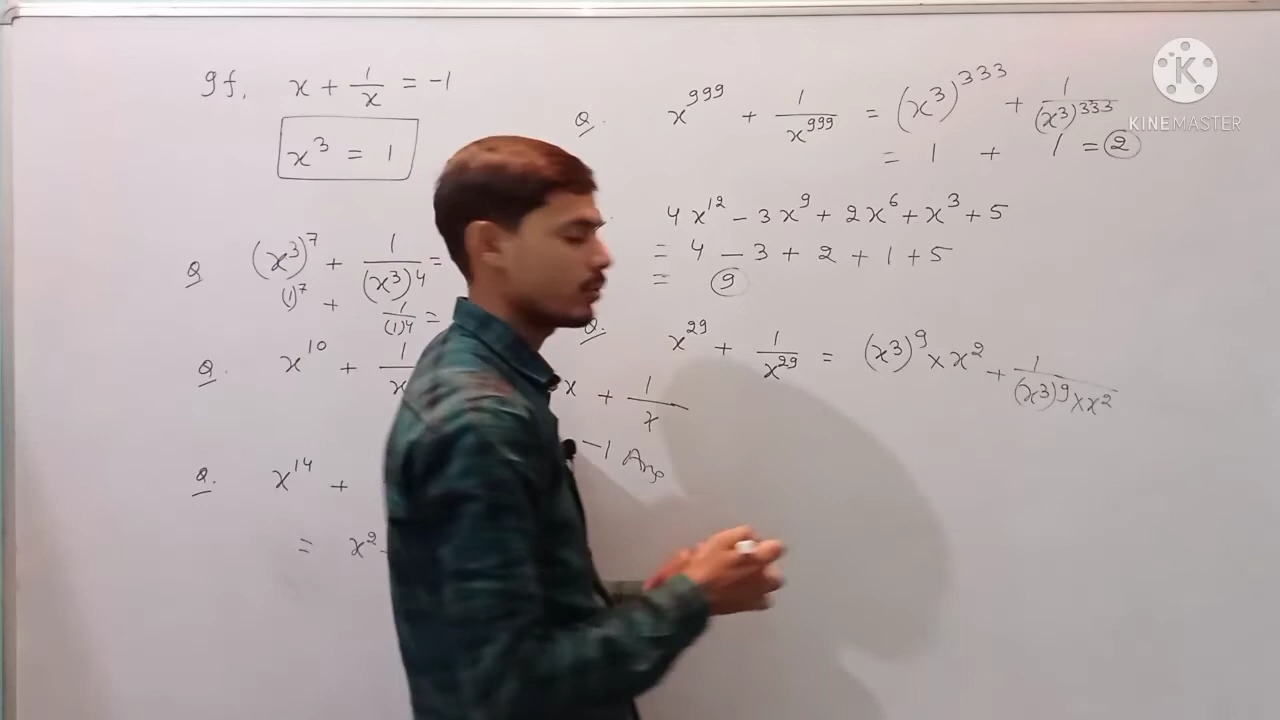 gf. x + 1/x = -1
x³ = 1
Q (x³)⁷ + 1/(x³)⁴ =
(1)⁷ + 1/(1)⁴ =
Q. x¹⁰ + 1
x + 1/x
-1 Ans
Q. x¹⁴ +
= x²
Q. x⁹⁹⁹ + 1/x⁹⁹⁹ = (x³)³³³ + 1/(x³)³³³
= 1 + 1 = 2
4x¹² - 3x⁹ + 2x⁶ + x³ + 5
= 4 - 3 + 2 + 1 + 5
= 9
Q. x²⁹ + 1/x²⁹ = (x³)⁹ × x² + 1/(x³)⁹ × x²
KINEMASTER